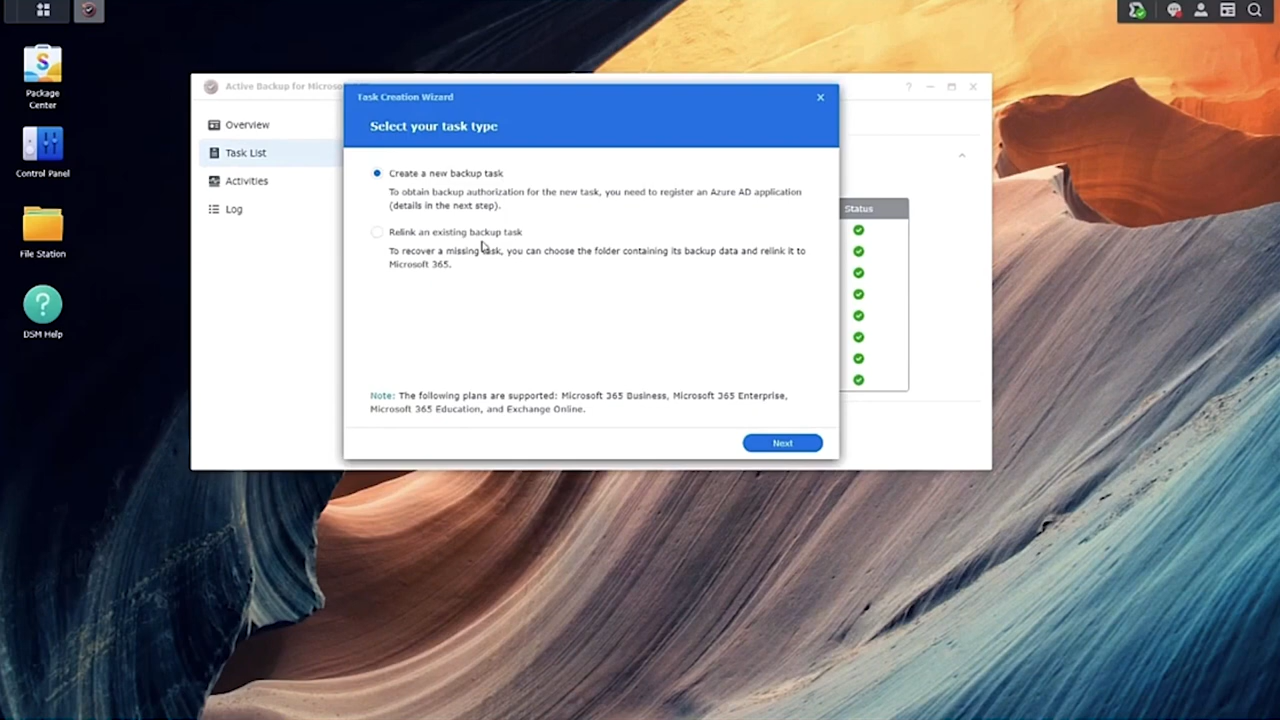 Package
Center
Control Panel
File Station
DSM Help
Active Backup for Microso
Overview
Task List
Activities
Log
Task Creation Wizard
Select your task type
Create a new backup task
To obtain backup authorization for the new task, you need to register an Azure AD application
(details in the next step).
Relink an existing backup task
To recover a missing task, you can choose the folder containing its backup data and relink it to
Microsoft 365.
Note: The following plans are supported: Microsoft 365 Business, Microsoft 365 Enterprise,
Microsoft 365 Education, and Exchange Online.
Next
Status